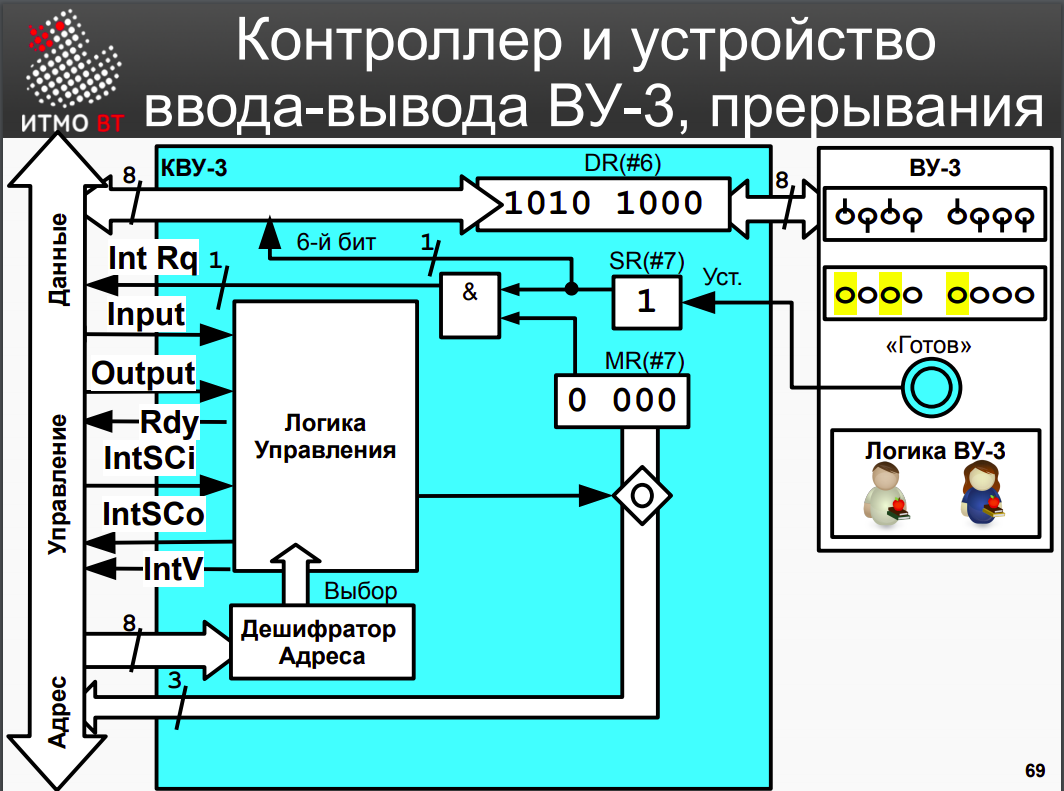 Контроллер и устройство
ввода-вывода ВУ-3, прерывания
ИТМО ВТ
КВУ-3
DR(#6)
ВУ-3
8
1010 1000
8
Данные
6-й бит
1
Int Rq
1
&
SR(#7)
1
Уст.
Input
«Готов»
MR(#7)
0 000
Output
Rdy
Логика
Управления
Управление
IntSCi
IntSCo
IntV
Логика ВУ-3
Выбор
8
Дешифратор
Адреса
3
Адрес
69